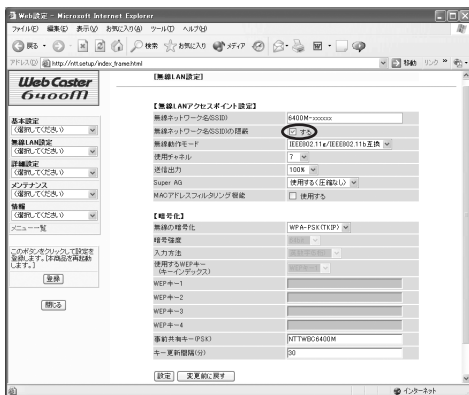 Web設定 - Microsoft Internet Explorer
ファイル(F) 編集(E) 表示(V) お気に入り(A) ツール(T) ヘルプ(H)
戻る 検索 お気に入り メディア
アドレス(D) http://ntt.setup/index_frame.html 移動 リンク
Web Caster
6400M
基本設定
(選択してください)
無線LAN設定
(選択してください)
詳細設定
(選択してください)
メンテナンス
(選択してください)
情報
(選択してください)
メニュー一覧
このボタンをクリックして設定を
登録します。[本商品を再起動
します。]
登録
閉じる
【無線LAN設定】
【無線LANアクセスポイント設定】
無線ネットワーク名(SSID) 6400M-xxxxxx
無線ネットワーク名(SSID)の隠蔽 する
無線動作モード IEEE802.11g/IEEE802.11b互換
使用チャネル 7
送信出力 100%
Super AG 使用する(圧縮なし)
MACアドレスフィルタリング機能 使用する
【暗号化】
無線の暗号化 WPA-PSK(TKIP)
暗号強度
入力方法
使用するWEPキー
(キーインデックス)
WEPキー1
WEPキー2
WEPキー3
WEPキー4
事前共有キー(PSK) NTTWBC6400M
キー更新間隔(分) 30
設定 変更前に戻す
インターネット